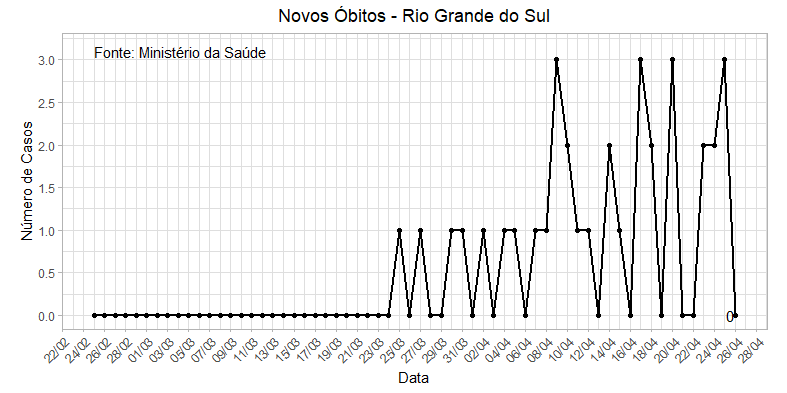 Novos Óbitos - Rio Grande do Sul
Fonte: Ministério da Saúde
Número de Casos
3.0
2.5
2.0
1.5
1.0
0.5
0.0
0
22/02 24/02 26/02 28/02 01/03 03/03 05/03 07/03 09/03 11/03 13/03 15/03 17/03 19/03 21/03 23/03 25/03 27/03 29/03 31/03 02/04 04/04 06/04 08/04 10/04 12/04 14/04 16/04 18/04 20/04 22/04 24/04 26/04 28/04
Data